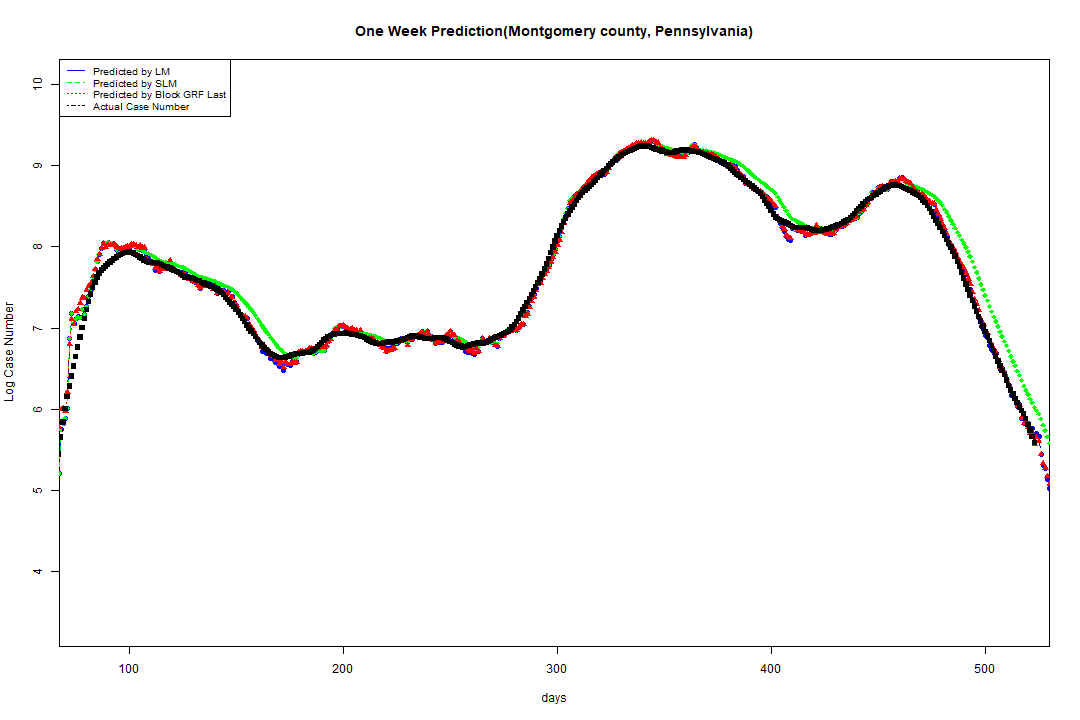 One Week Prediction(Montgomery county, Pennsylvania)
Predicted by LM
Predicted by SLM
Predicted by Block GRF Last
Actual Case Number
10
9
8
7
6
5
4
Log Case Number
100
200
300
400
500
days